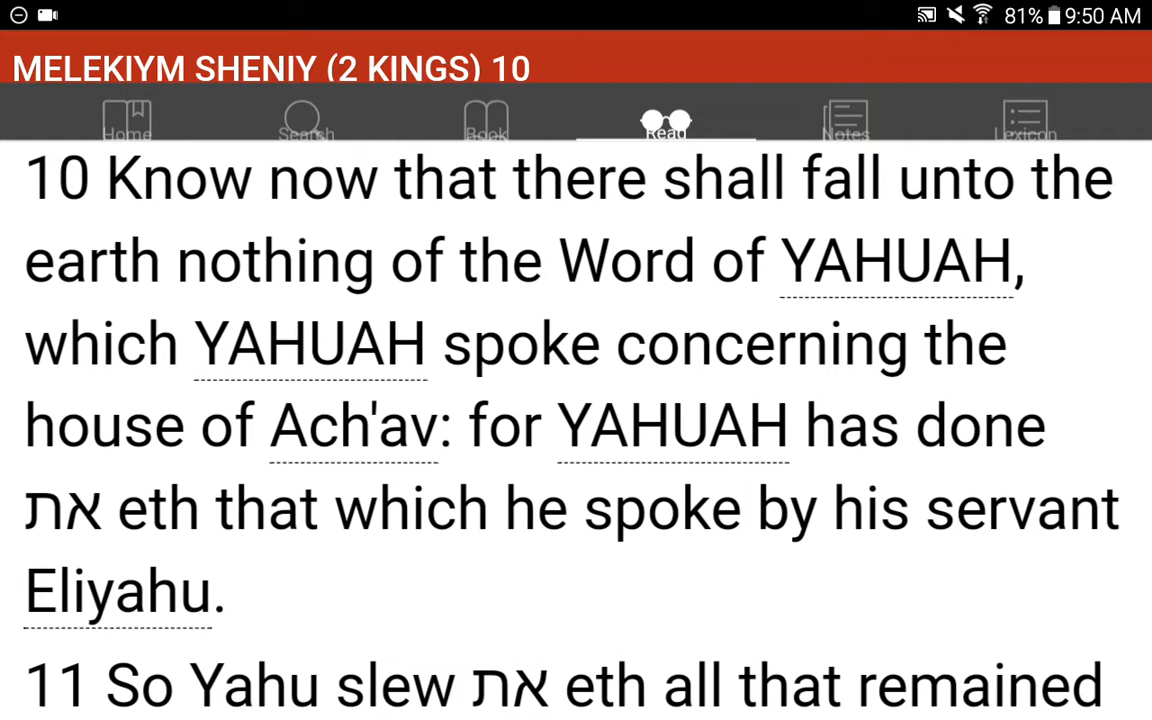 81% 9:50 AM
MELEKIYM SHENIY (2 KINGS) 10
Home Search Book Read Notes Lexicon
10 Know now that there shall fall unto the
earth nothing of the Word of YAHUAH,
which YAHUAH spoke concerning the
house of Ach'av: for YAHUAH has done
את eth that which he spoke by his servant
Eliyahu.
11 So Yahu slew את eth all that remained